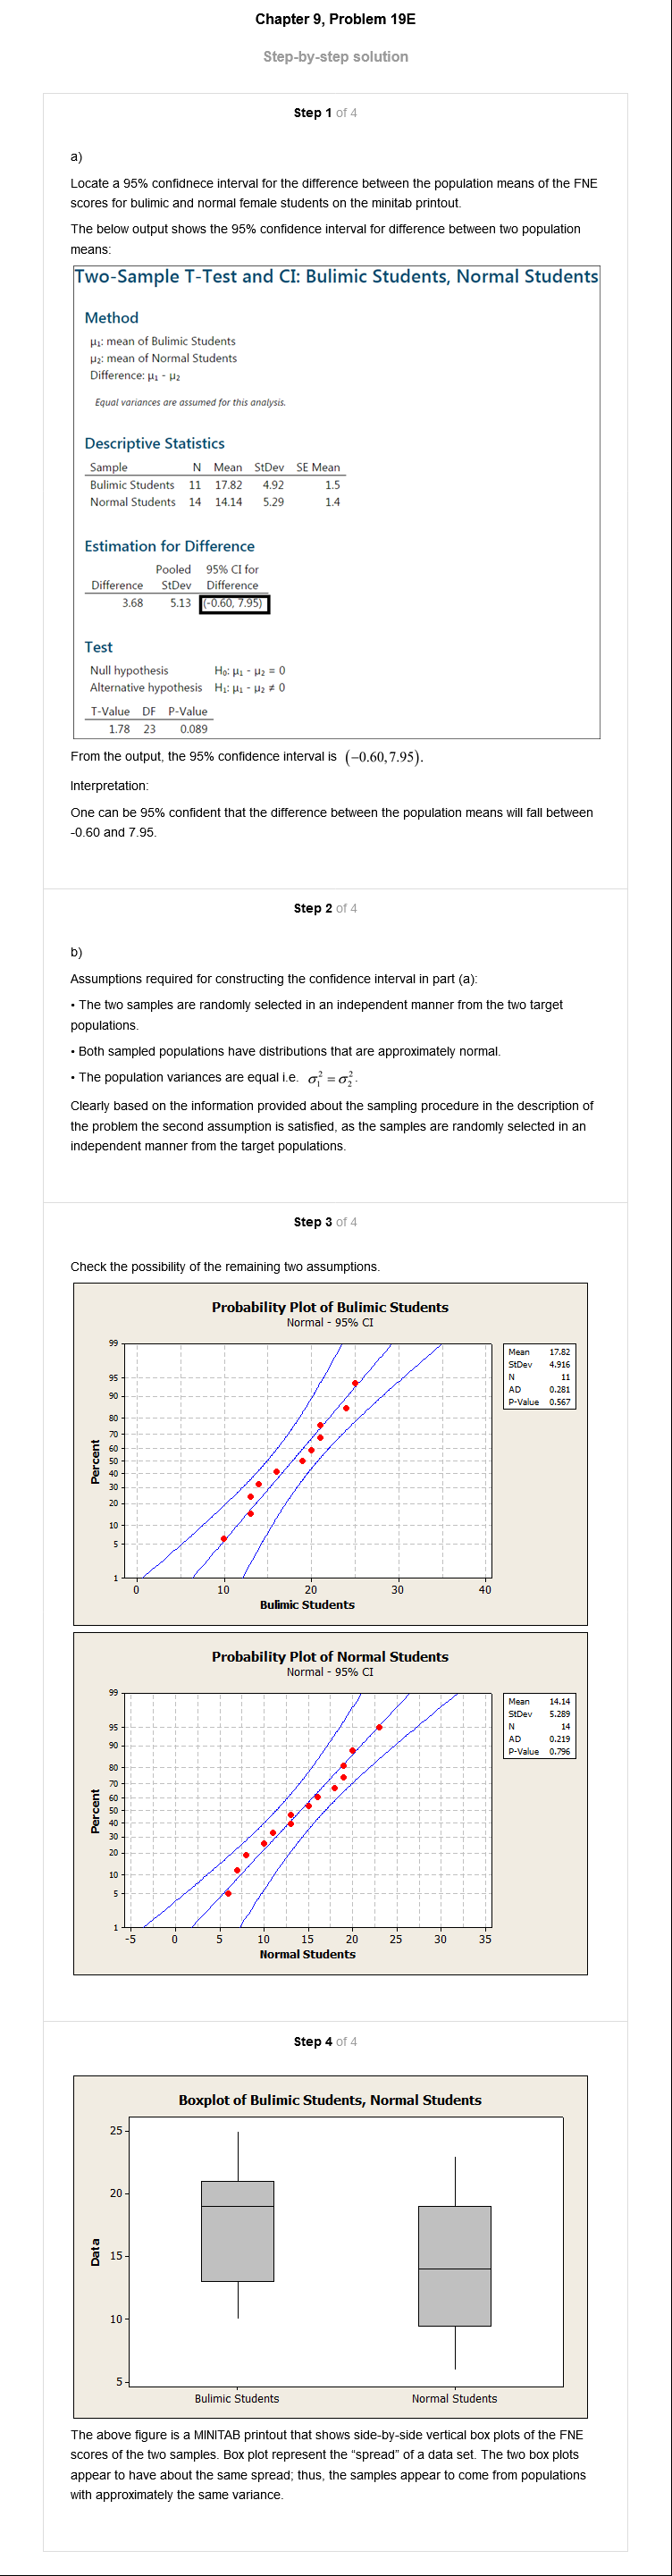 Chapter 9, Problem 19E
Step-by-step solution
Step 1 of 4
a)
Locate a 95% confidnece interval for the difference between the population means of the FNE
scores for bulimic and normal female students on the minitab printout.
The below output shows the 95% confidence interval for difference between two population
means:
Two-Sample T-Test and CI: Bulimic Students, Normal Students
Method
μ₁: mean of Bulimic Students
μ₂: mean of Normal Students
Difference: μ₁ - μ₂
Equal variances are assumed for this analysis.
Descriptive Statistics
Sample N Mean StDev SE Mean
Bulimic Students 11 17.82 4.92 1.5
Normal Students 14 14.14 5.29 1.4
Estimation for Difference
Pooled 95% CI for
Difference StDev Difference
3.68 5.13 (-0.60, 7.95)
Test
Null hypothesis H₀: μ₁ - μ₂ = 0
Alternative hypothesis H₁: μ₁ - μ₂ ≠ 0
T-Value DF P-Value
1.78 23 0.089
From the output, the 95% confidence interval is (−0.60, 7.95).
Interpretation:
One can be 95% confident that the difference between the population means will fall between
-0.60 and 7.95.
Step 2 of 4
b)
Assumptions required for constructing the confidence interval in part (a):
• The two samples are randomly selected in an independent manner from the two target
populations.
• Both sampled populations have distributions that are approximately normal.
• The population variances are equal i.e. σ₁² = σ₂².
Clearly based on the information provided about the sampling procedure in the description of
the problem the second assumption is satisfied, as the samples are randomly selected in an
independent manner from the target populations.
Step 3 of 4
Check the possibility of the remaining two assumptions.
Probability Plot of Bulimic Students
Normal - 95% CI
Mean 17.82
StDev 4.916
N 11
AD 0.281
P-Value 0.567
Percent
99
95
90
80
70
60
50
40
30
20
10
5
1
0 10 20 30 40
Bulimic Students
Probability Plot of Normal Students
Normal - 95% CI
Mean 14.14
StDev 5.289
N 14
AD 0.219
P-Value 0.796
Percent
99
95
90
80
70
60
50
40
30
20
10
5
1
-5 0 5 10 15 20 25 30 35
Normal Students
Step 4 of 4
Boxplot of Bulimic Students, Normal Students
Data
25
20
15
10
5
Bulimic Students Normal Students
The above figure is a MINITAB printout that shows side-by-side vertical box plots of the FNE
scores of the two samples. Box plot represent the “spread” of a data set. The two box plots
appear to have about the same spread; thus, the samples appear to come from populations
with approximately the same variance.